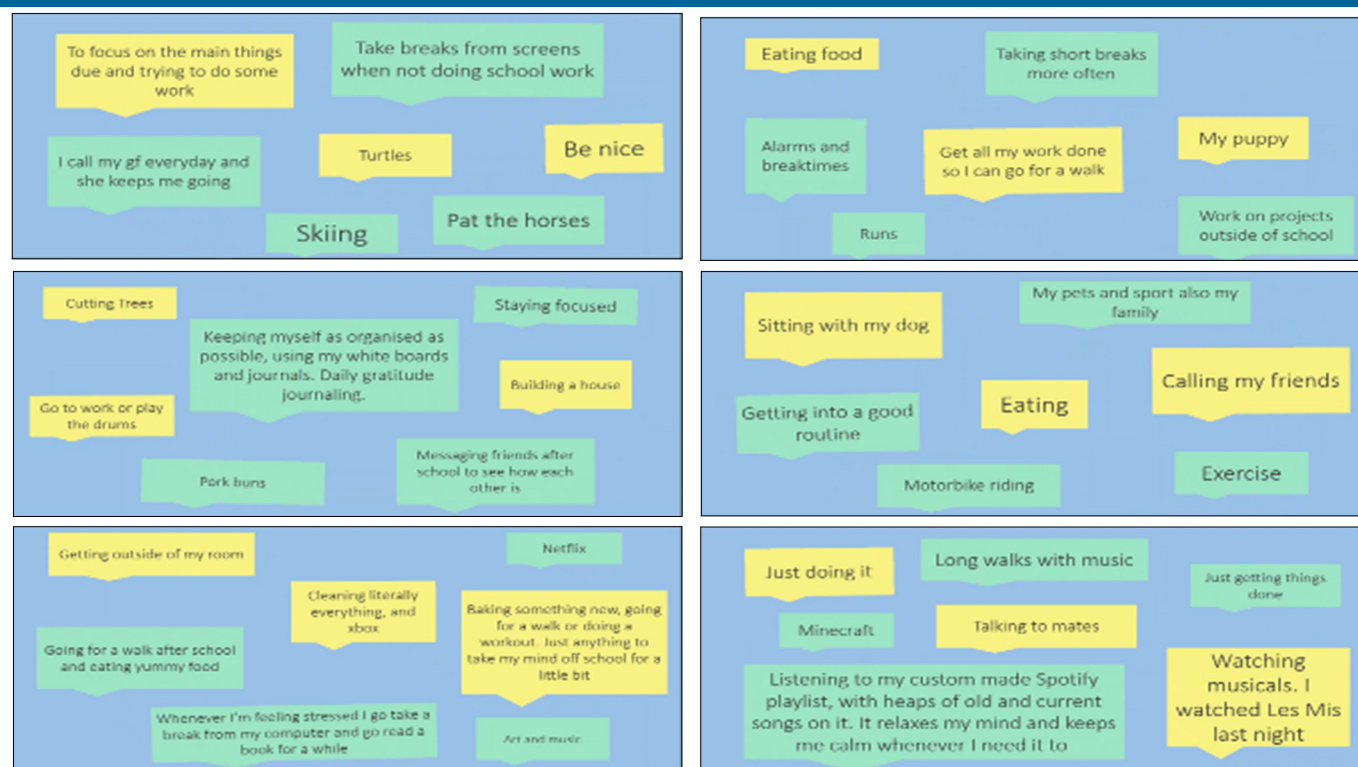 To focus on the main things
due and trying to do some
work
Take breaks from screens
when not doing school work
I call my gf everyday and
she keeps me going
Turtles
Be nice
Skiing
Pat the horses
Eating food
Taking short breaks
more often
Alarms and
breaktimes
Get all my work done
so I can go for a walk
My puppy
Runs
Work on projects
outside of school
Cutting Trees
Staying focused
Keeping myself as organised as
possible, using my white boards
and journals. Daily gratitude
journaling.
Building a house
Go to work or play
the drums
Pork buns
Messaging friends after
school to see how each
other is
Sitting with my dog
My pets and sport also my
family
Calling my friends
Getting into a good
routine
Eating
Motorbike riding
Exercise
Getting outside of my room
Netflix
Cleaning literally
everything, and
xbox
Baking something new, going
for a walk or doing a
workout. Just anything to
take my mind off school for a
little bit
Going for a walk after school
and eating yummy food
Whenever I'm feeling stressed I go take a
break from my computer and go read a
book for a while
Art and music
Just doing it
Long walks with music
Just getting things
done
Minecraft
Talking to mates
Listening to my custom made Spotify
playlist, with heaps of old and current
songs on it. It relaxes my mind and keeps
me calm whenever I need it to
Watching
musicals. I
watched Les Mis
last night